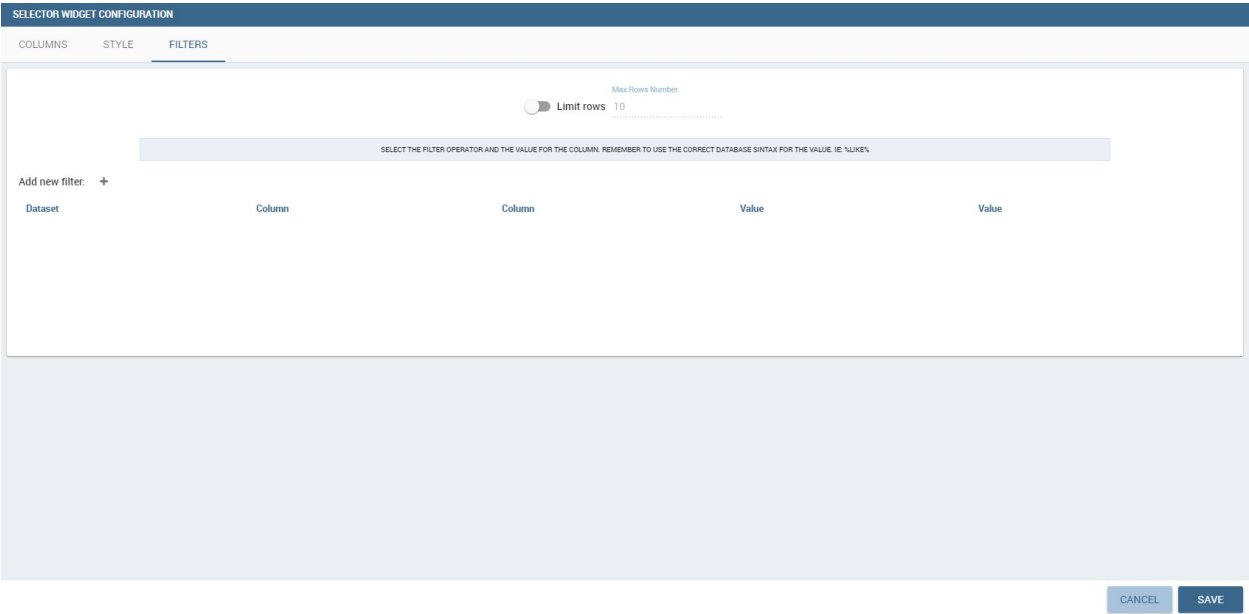 SELECTOR WIDGET CONFIGURATION
COLUMNS STYLE FILTERS
Max Rows Number
Limit rows 10
SELECT THE FILTER OPERATOR AND THE VALUE FOR THE COLUMN. REMEMBER TO USE THE CORRECT DATABASE SINTAX FOR THE VALUE. IE: %LIKE%
Add new filter: +
Dataset Column Column Value Value
CANCEL SAVE